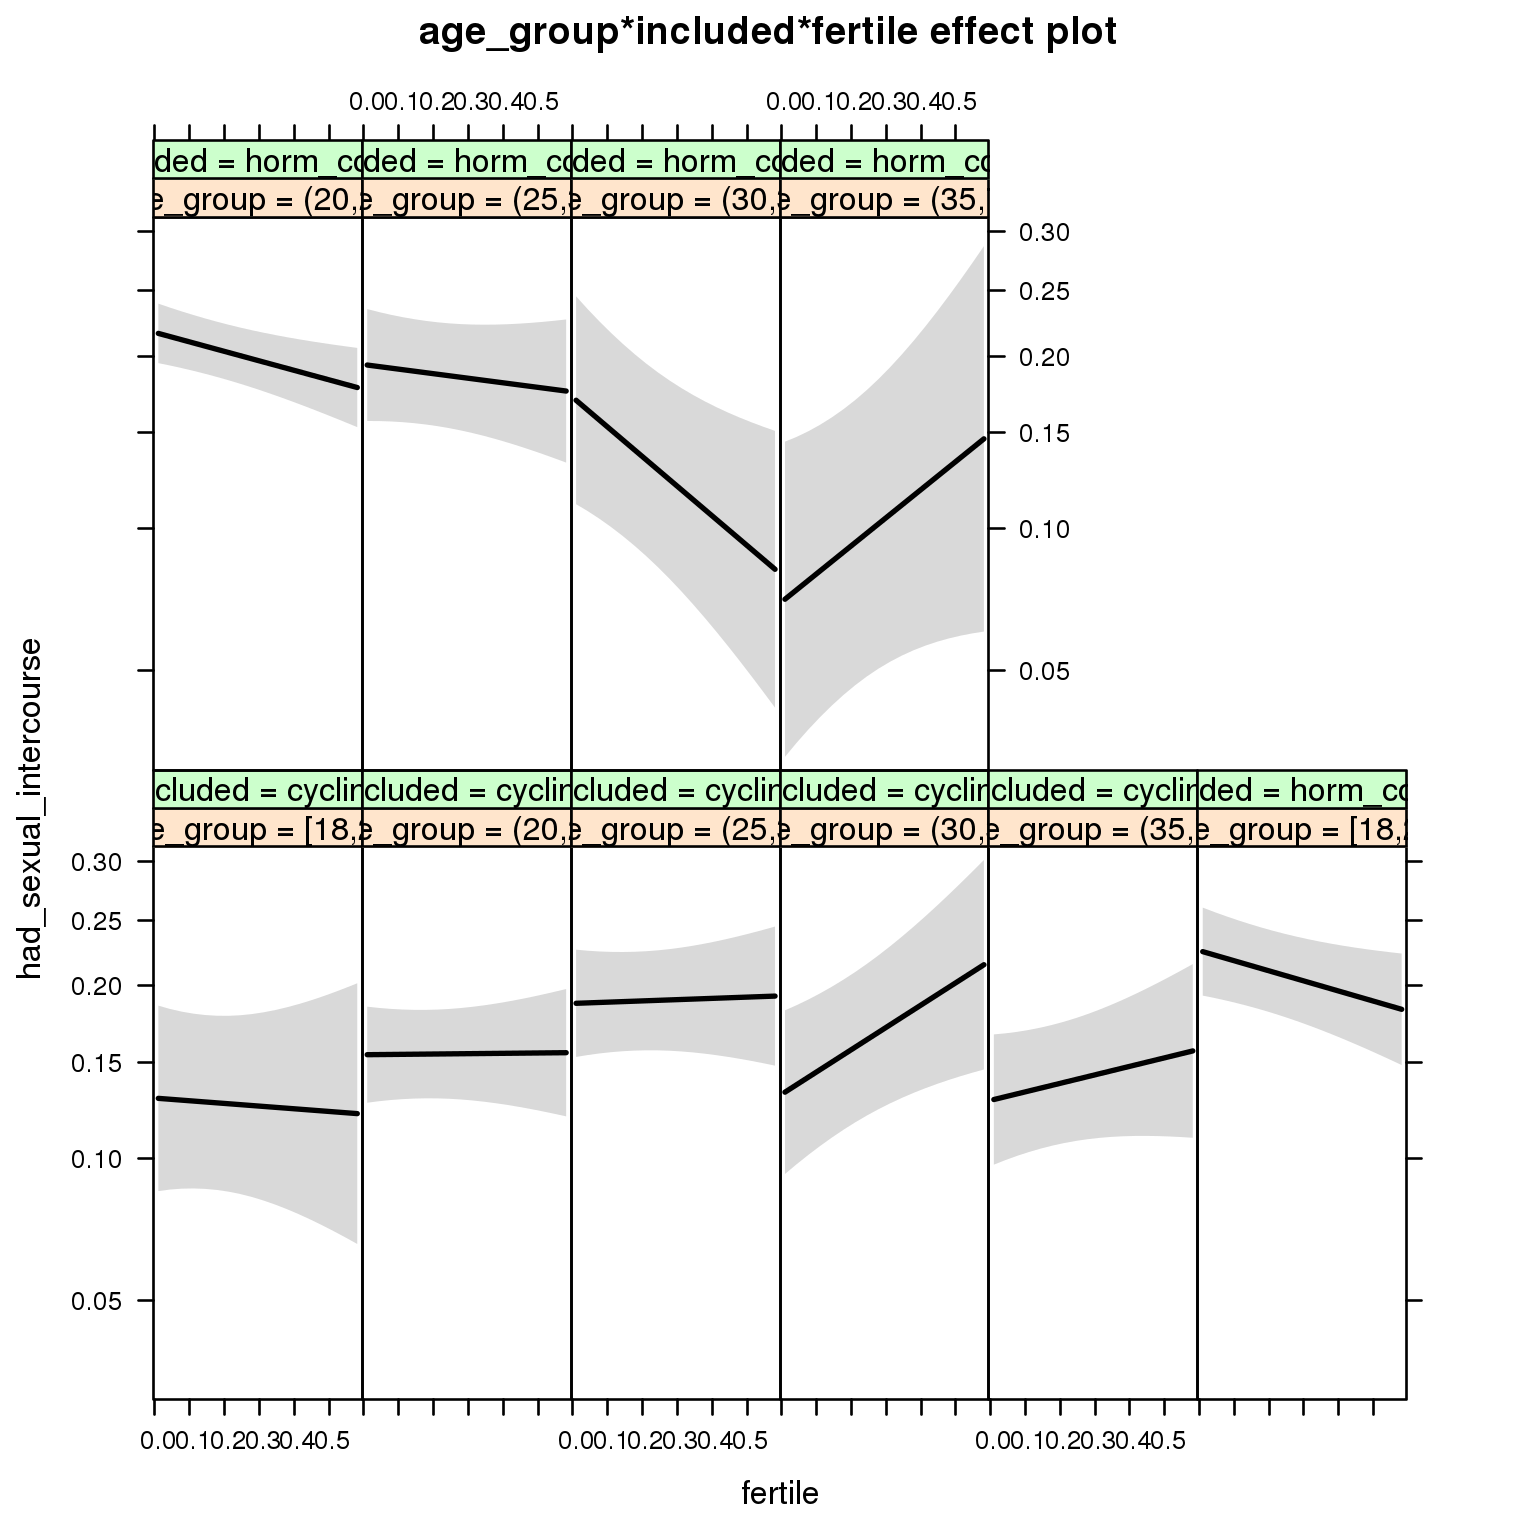 age_group*included*fertile effect plot
0.00.10.20.30.40.5 0.00.10.20.30.40.5
ded = horm_co ded = horm_co ded = horm_co ded = horm_co
e_group = (20, e_group = (25, e_group = (30, e_group = (35,
0.30
0.25
0.20
0.15
0.10
0.05
had_sexual_intercourse
cluded = cyclin cluded = cyclin cluded = cyclin cluded = cyclin cluded = cyclin ded = horm_co
e_group = [18, e_group = (20, e_group = (25, e_group = (30, e_group = (35, e_group = [18,
0.30
0.25
0.20
0.15
0.10
0.05
0.00.10.20.30.40.5 0.00.10.20.30.40.5 0.00.10.20.30.40.5
fertile